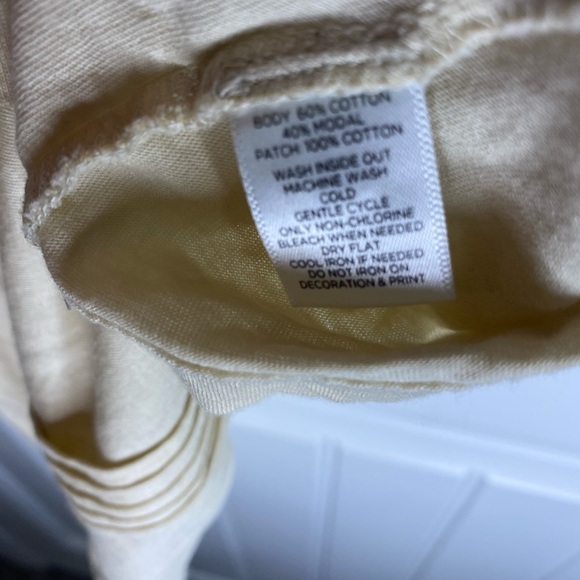 BODY 60% COTTON
40% MODAL
PATCH: 100% COTTON
WASH INSIDE OUT
MACHINE WASH
COLD
GENTLE CYCLE
ONLY NON-CHLORINE
BLEACH WHEN NEEDED
DRY FLAT
COOL IRON IF NEEDED
DO NOT IRON ON
DECORATION & PRINT